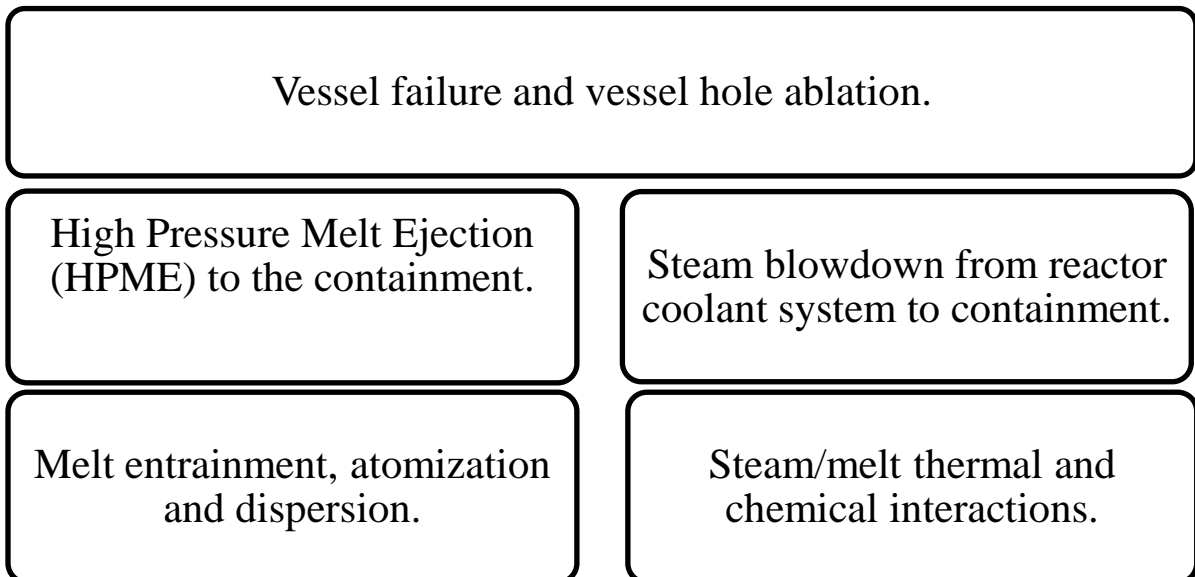 Vessel failure and vessel hole ablation.
High Pressure Melt Ejection
(HPME) to the containment.
Steam blowdown from reactor
coolant system to containment.
Melt entrainment, atomization
and dispersion.
Steam/melt thermal and
chemical interactions.